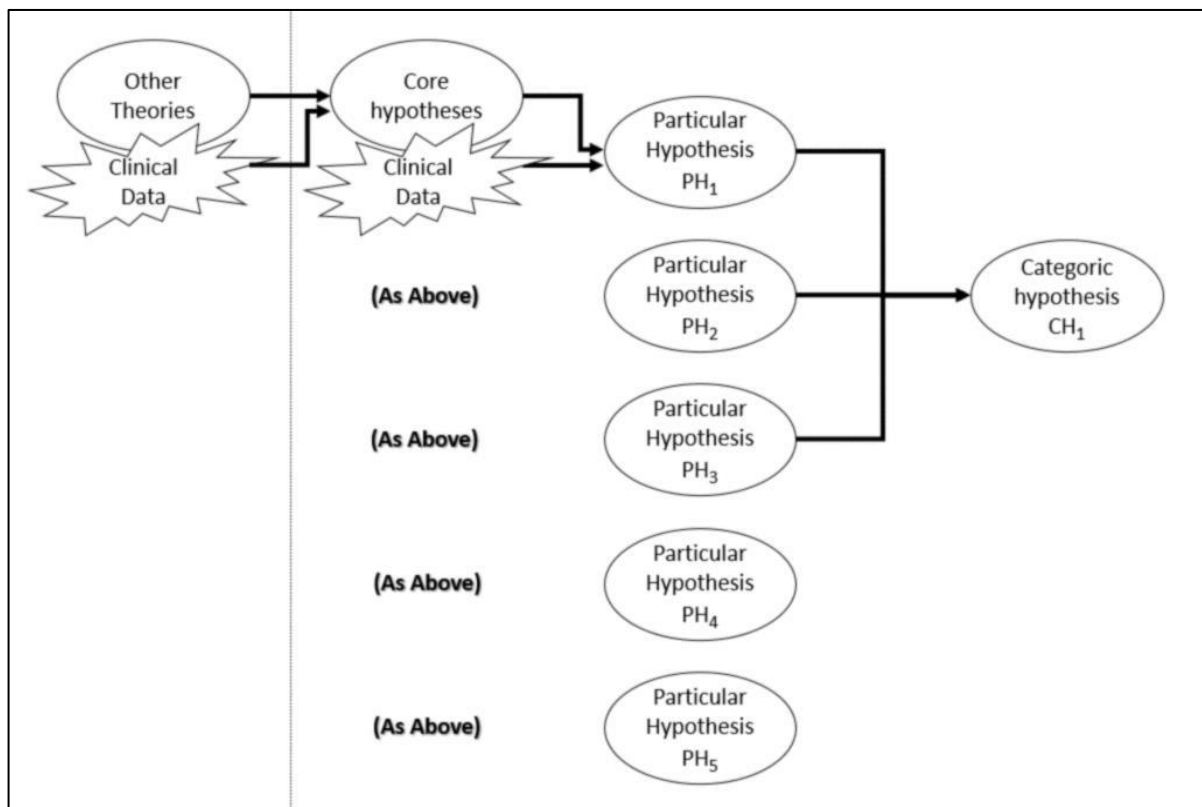 Other
Theories
Clinical
Data
Core
hypotheses
Clinical
Data
Particular
Hypothesis
PH₁
(As Above)
Particular
Hypothesis
PH₂
Categoric
hypothesis
CH₁
(As Above)
Particular
Hypothesis
PH₃
(As Above)
Particular
Hypothesis
PH₄
(As Above)
Particular
Hypothesis
PH₅